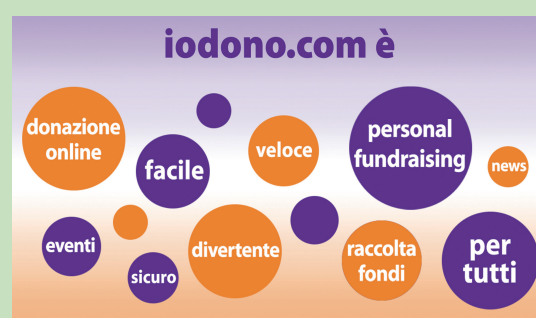 iodono.com è
donazione
online
facile
veloce
personal
fundraising
news
eventi
sicuro
divertente
raccolta
fondi
per
tutti